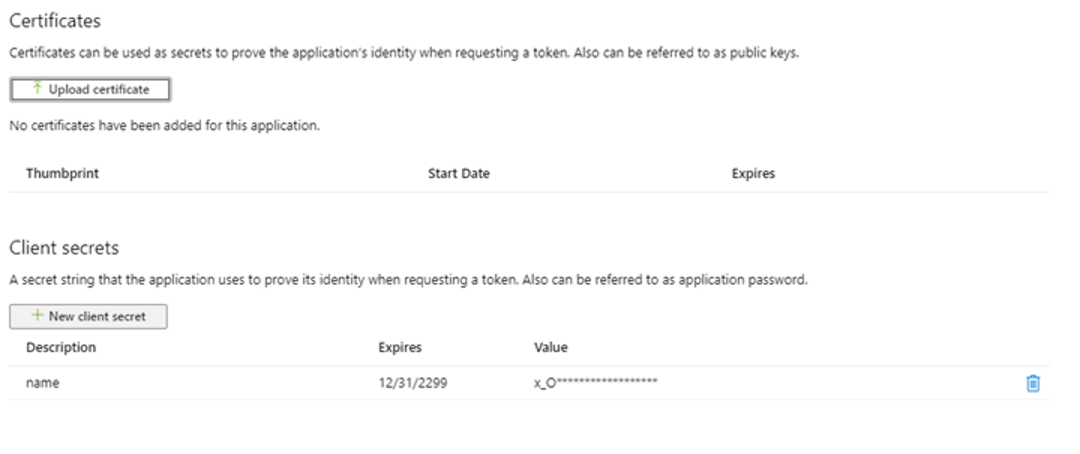 Certificates
Certificates can be used as secrets to prove the application's identity when requesting a token. Also can be referred to as public keys.
Upload certificate
No certificates have been added for this application.
Thumbprint Start Date Expires
Client secrets
A secret string that the application uses to prove its identity when requesting a token. Also can be referred to as application password.
New client secret
Description Expires Value
name 12/31/2299 x_O******************